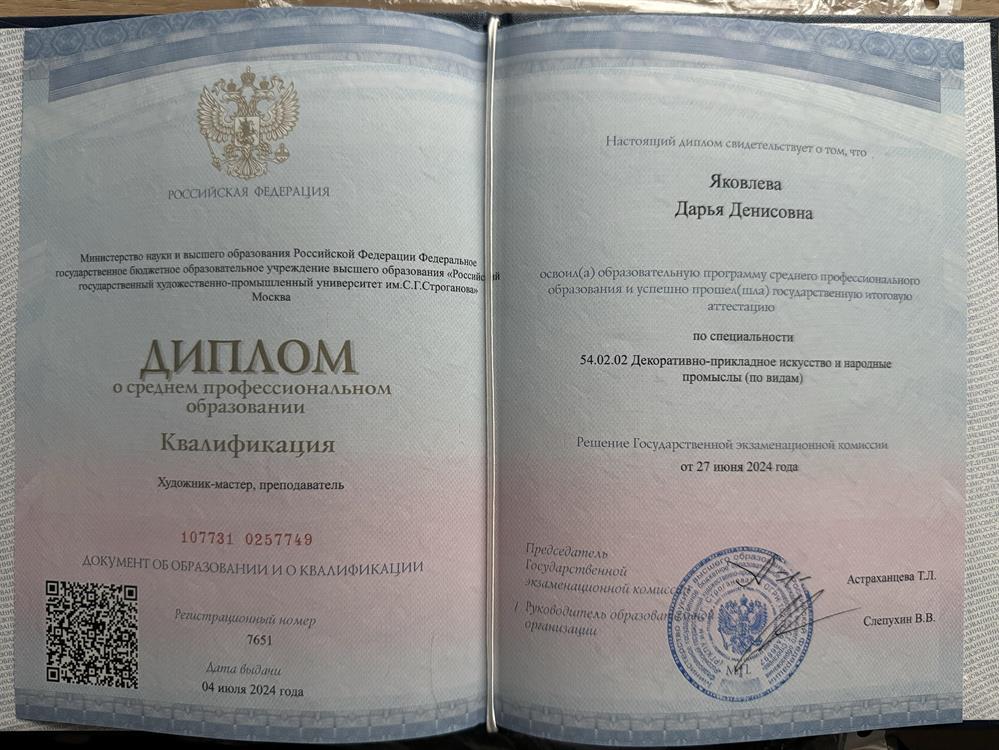 РОССИЙСКАЯ ФЕДЕРАЦИЯ
Министерство науки и высшего образования Российской Федерации Федеральное
государственное бюджетное образовательное учреждение высшего образования «Российский
государственный художественно-промышленный университет им.С.Г.Строганова»
Москва
ДИПЛОМ
о среднем профессиональном
образовании
Квалификация
Художник-мастер, преподаватель
107731 0257749
ДОКУМЕНТ ОБ ОБРАЗОВАНИИ И О КВАЛИФИКАЦИИ
Регистрационный номер
7651
Дата выдачи
04 июля 2024 года
Настоящий диплом свидетельствует о том, что
Яковлева
Дарья Денисовна
освоил(а) образовательную программу среднего профессионального
образования и успешно прошел(шла) государственную итоговую
аттестацию
по специальности
54.02.02 Декоративно-прикладное искусство и народные
промыслы (по видам)
Решение Государственной экзаменационной комиссии
от 27 июня 2024 года
Председатель
Государственной
экзаменационной комиссии
Астраханцева Т.Л.
Руководитель образовательной
организации
Слепухин В.В.
М.П.